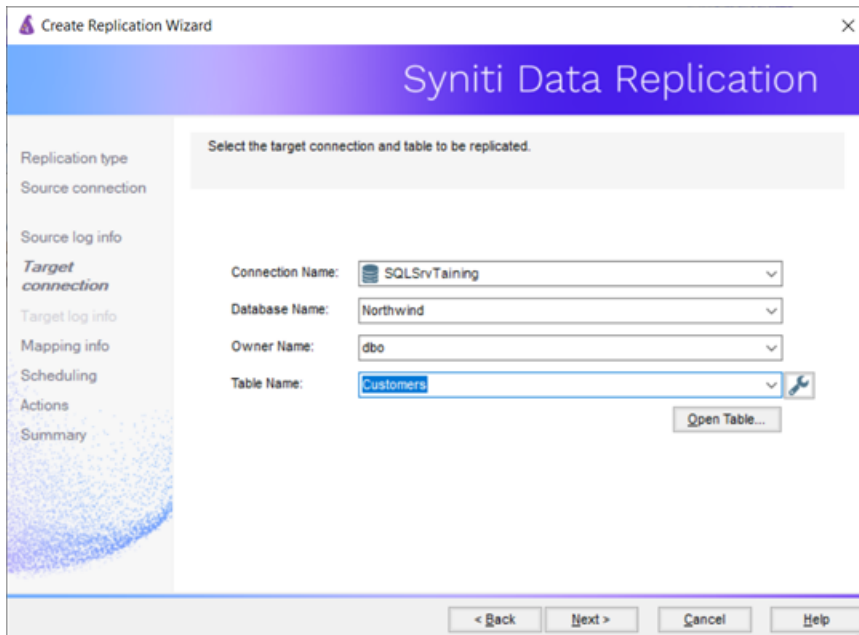 Create Replication Wizard
Syniti Data Replication
Replication type
Source connection
Source log info
Target
connection
Target log info
Mapping info
Scheduling
Actions
Summary
Select the target connection and table to be replicated.
Connection Name: SQLSrvTaining
Database Name: Northwind
Owner Name: dbo
Table Name: Customers
Open Table...
< Back Next > Cancel Help